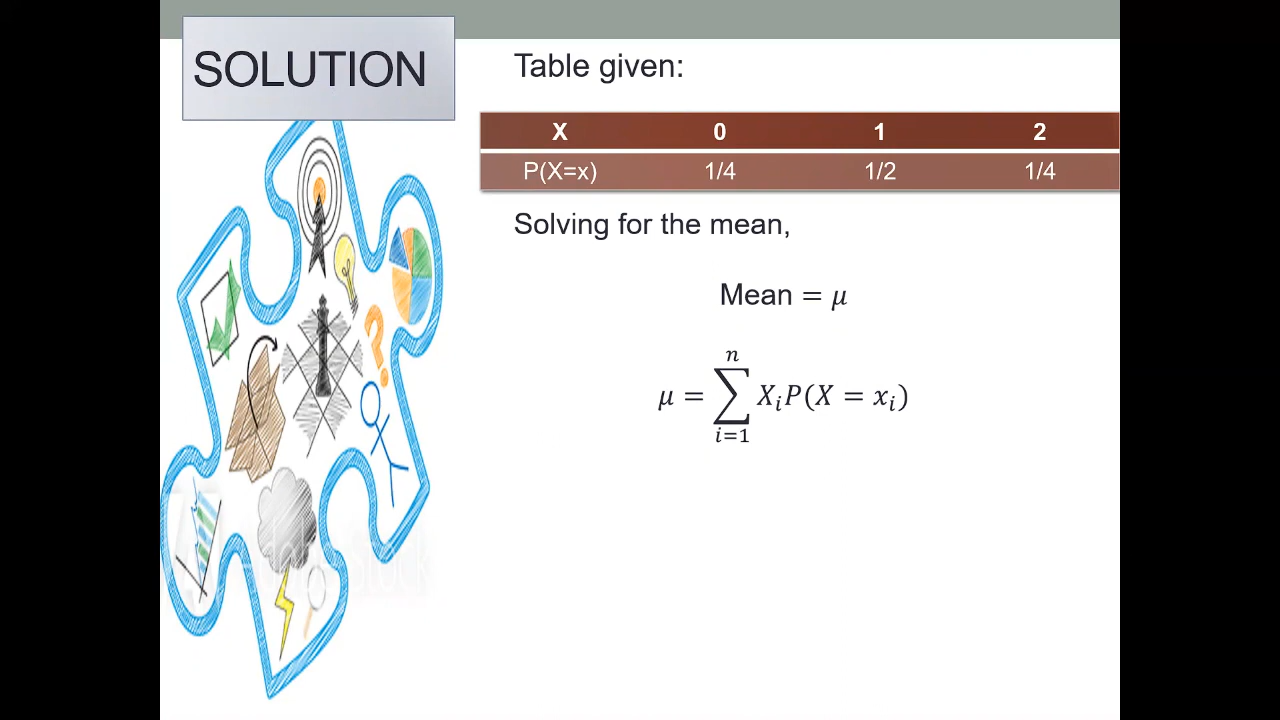 SOLUTION
Table given:
X 0 1 2
P(X=x) 1/4 1/2 1/4
Solving for the mean,
Mean = μ
μ = ∑ᵢ₌₁ⁿ XᵢP(X = xᵢ)